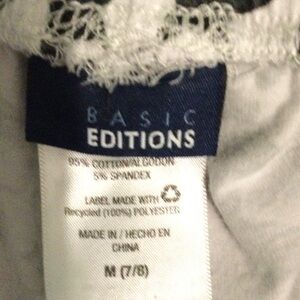 BASIC
EDITIONS
95% COTTON/ALGODON
5% SPANDEX
LABEL MADE WITH
Recycled (100%) POLYESTER
MADE IN / HECHO EN
CHINA
M (7/8)